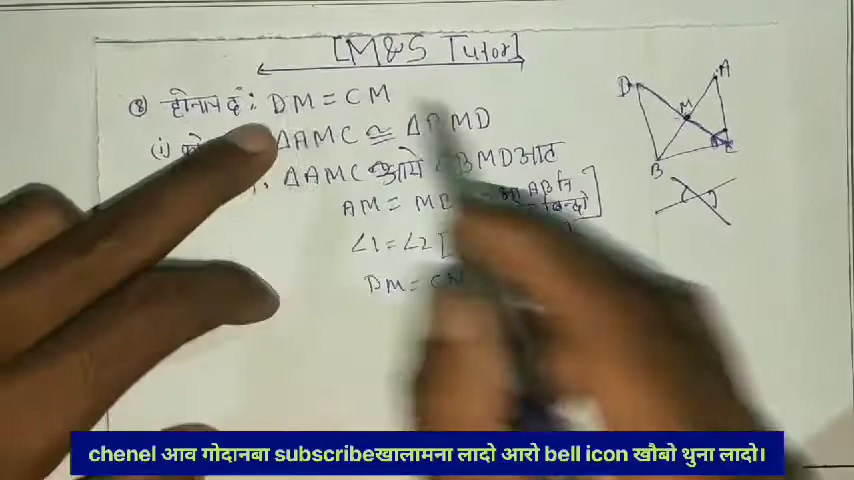 [M&S Tutor]
⑧ होनाय दं: DM = CM
(i) ΔAMC ≅ ΔBMD
ΔAMC आरो ΔBMD आव
AM = MB AB नि
∠1 = ∠2 [
DM = CM
D
A
M
B
chenel आव गोदानबा subscribeखालामना लादो आरो bell icon खौबो थुना लादो।